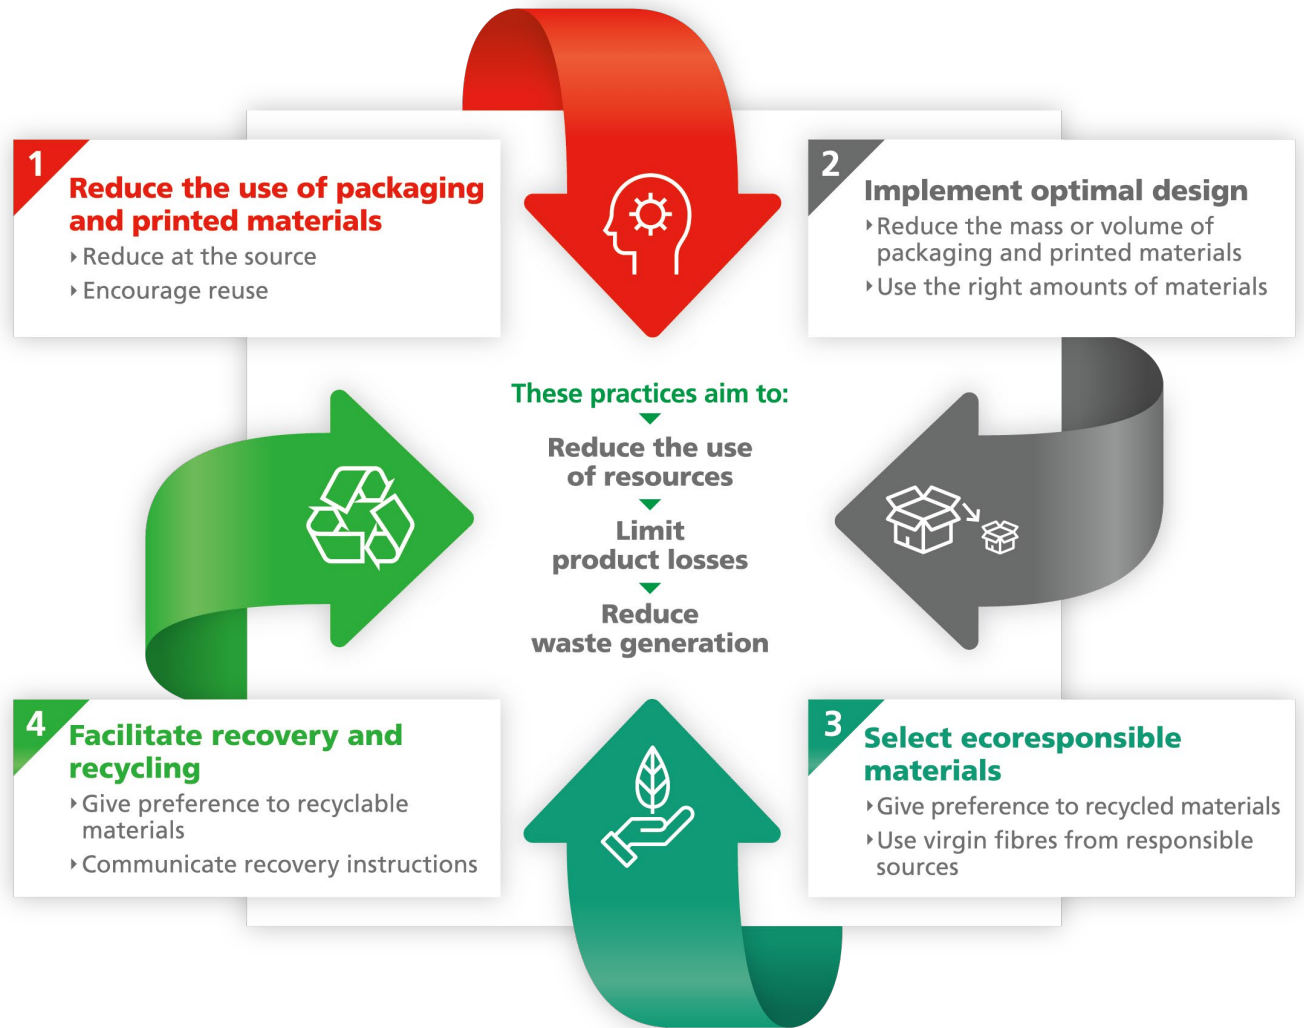 1
Reduce the use of packaging
and printed materials
‣ Reduce at the source
‣ Encourage reuse
2
Implement optimal design
‣ Reduce the mass or volume of
packaging and printed materials
‣ Use the right amounts of materials
These practices aim to:
Reduce the use
of resources
Limit
product losses
Reduce
waste generation
4
Facilitate recovery and
recycling
‣ Give preference to recyclable
materials
‣ Communicate recovery instructions
3
Select ecoresponsible
materials
‣ Give preference to recycled materials
‣ Use virgin fibres from responsible
sources